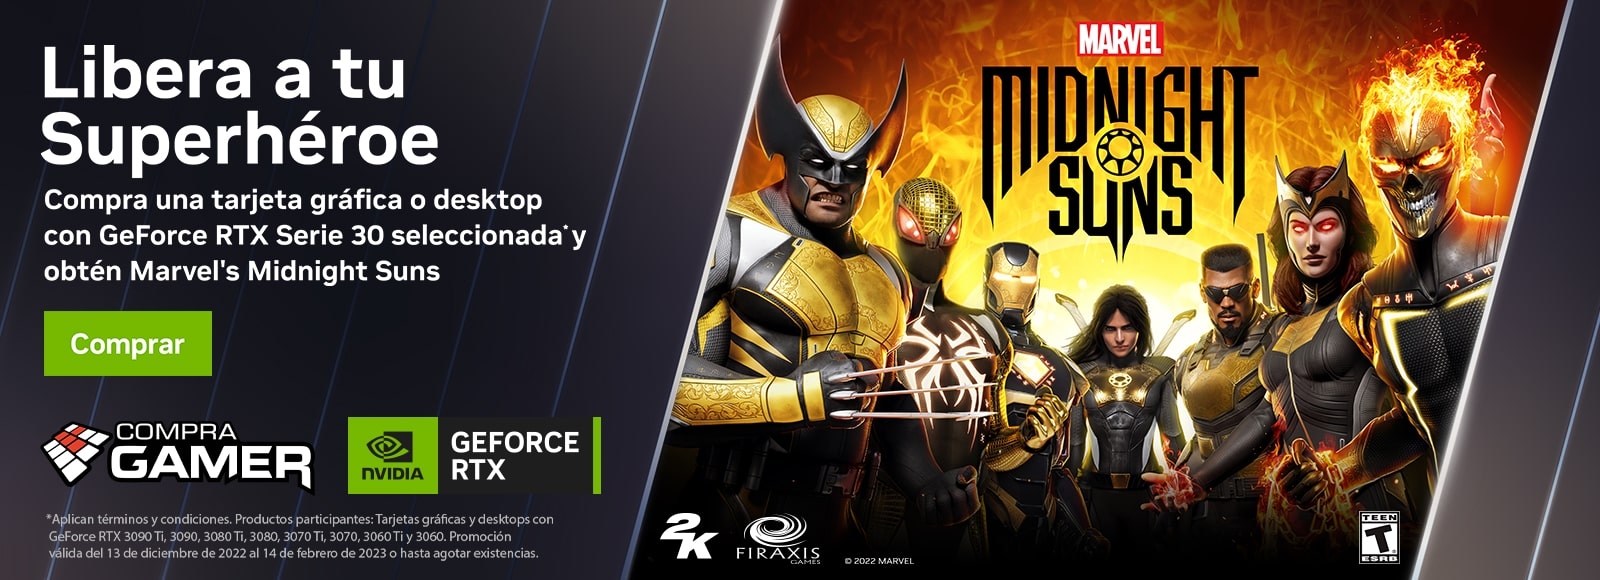 Libera a tu
Superhéroe
Compra una tarjeta gráfica o desktop
con GeForce RTX Serie 30 seleccionada* y
obtén Marvel's Midnight Suns
Comprar
COMPRA
GAMER
NVIDIA
GEFORCE
RTX
*Aplican términos y condiciones. Productos participantes: Tarjetas gráficas y desktops con
GeForce RTX 3090 Ti, 3090, 3080 Ti, 3080, 3070 Ti, 3070, 3060 Ti y 3060. Promoción
válida del 13 de diciembre de 2022 al 14 de febrero de 2023 o hasta agotar existencias.
MARVEL
MIDNIGHT
SUNS
2K
FIRAXIS
GAMES
© 2022 MARVEL
TEEN
T
ESRB